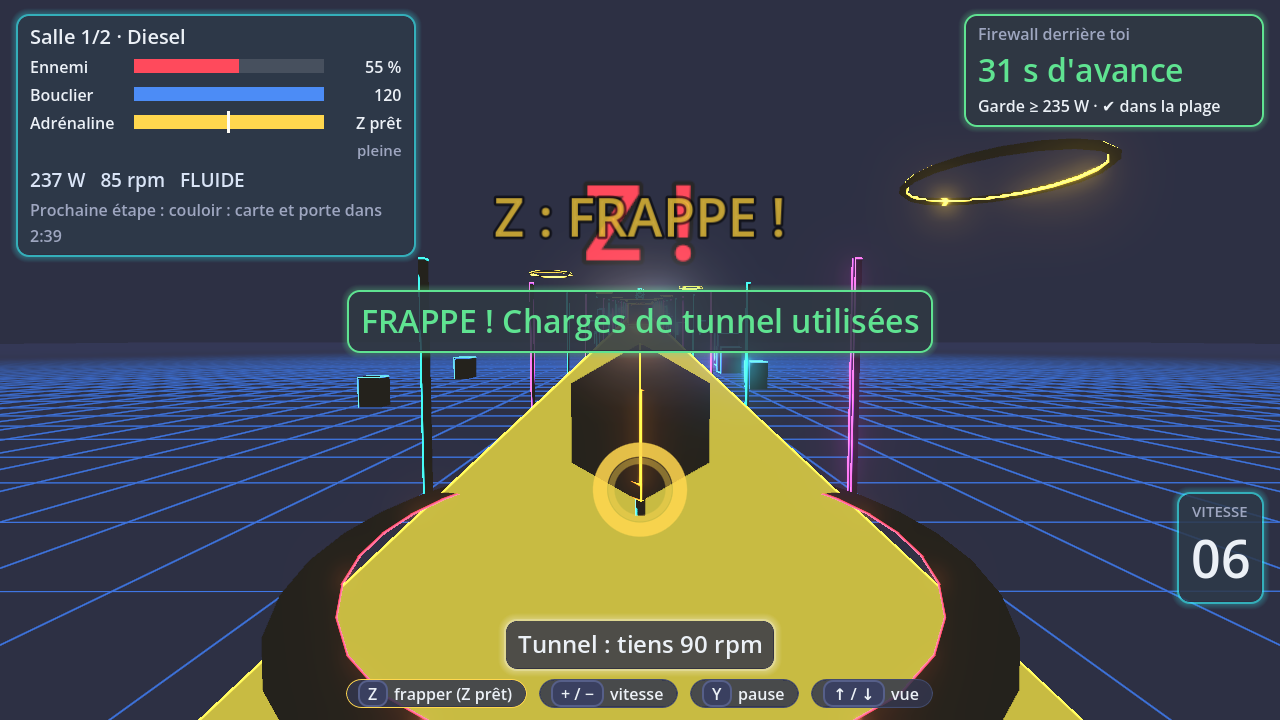 Salle 1/2 · Diesel
Ennemi 55 %
Bouclier 120
Adrénaline Z prêt
pleine
237 W 85 rpm FLUIDE
Prochaine étape : couloir : carte et porte dans
2:39
Firewall derrière toi
31 s d'avance
Garde ≥ 235 W · ✔ dans la plage
Z !
Z : FRAPPE !
FRAPPE ! Charges de tunnel utilisées
VITESSE
06
Tunnel : tiens 90 rpm
Z frapper (Z prêt) + / − vitesse Y pause ↑ / ↓ vue